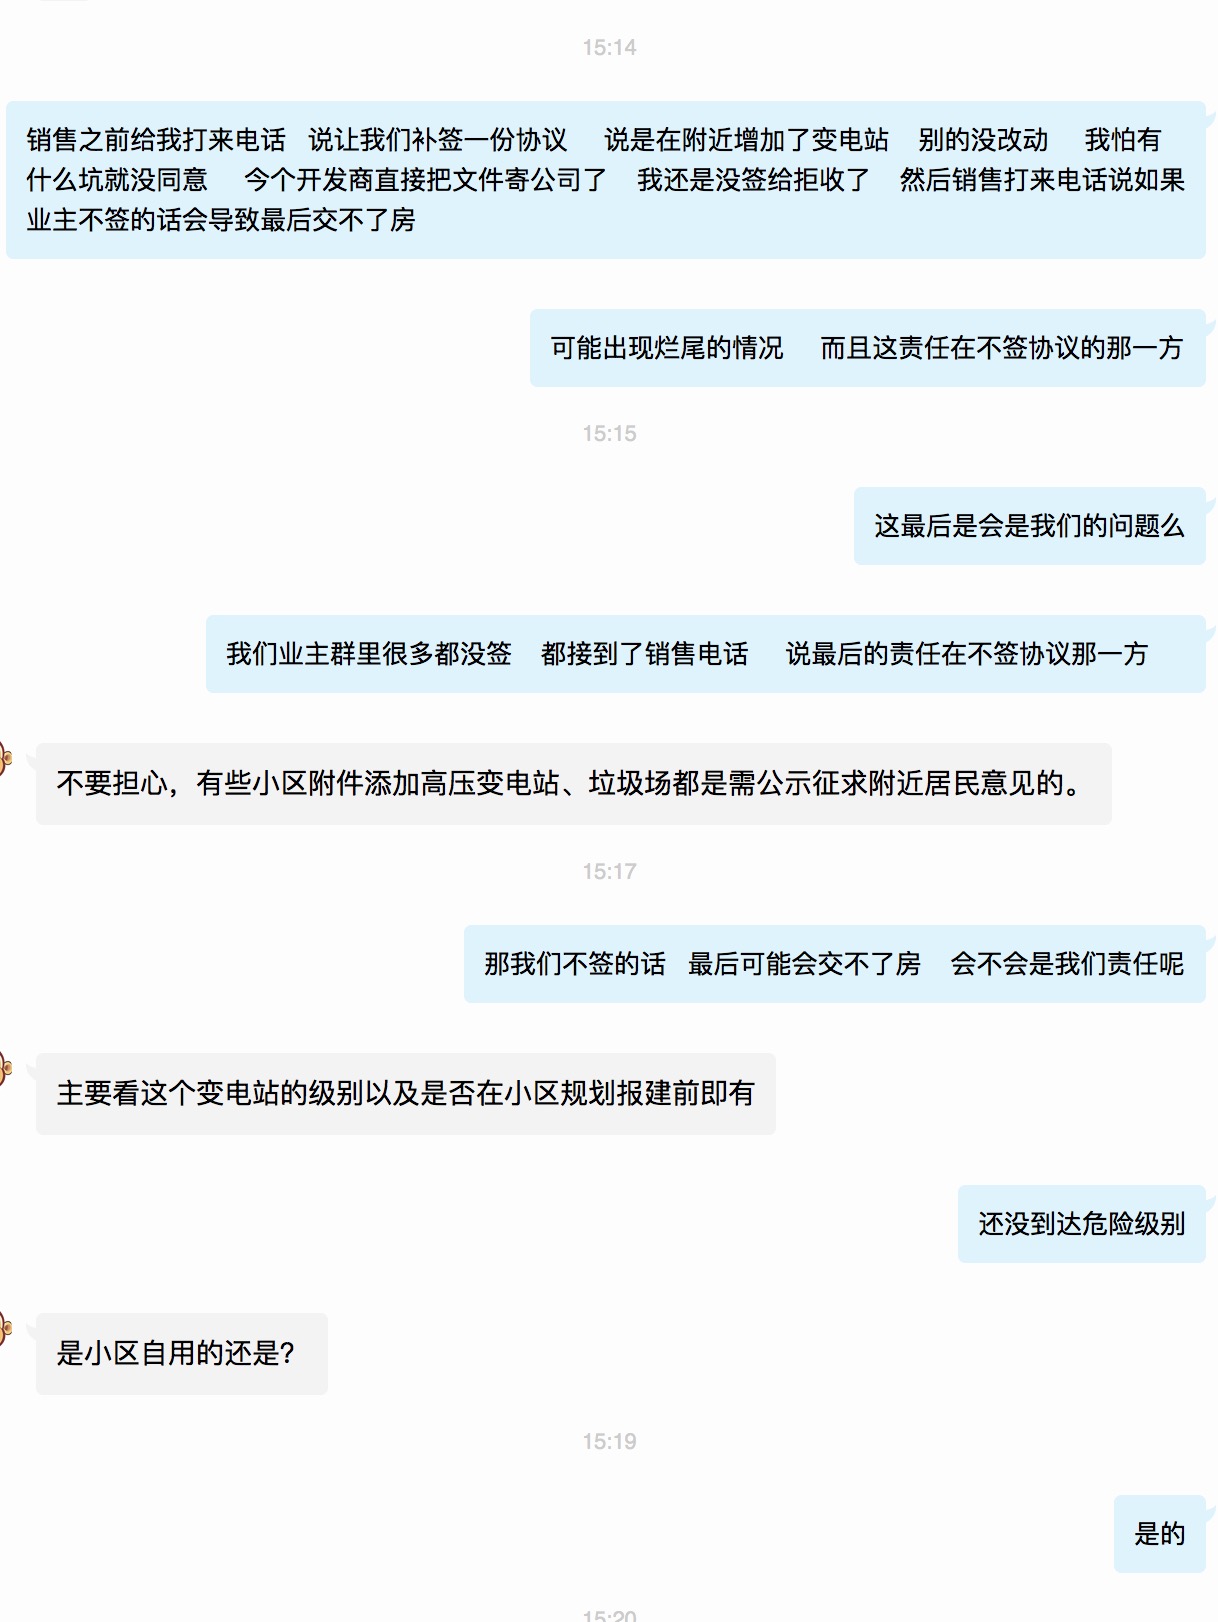 15:14
销售之前给我打来电话 说让我们补签一份协议 说是在附近增加了变电站 别的没改动 我怕有
什么坑就没同意 今个开发商直接把文件寄公司了 我还是没签给拒收了 然后销售打来电话说如果
业主不签的话会导致最后交不了房
可能出现烂尾的情况 而且这责任在不签协议的那一方
15:15
这最后是会是我们的问题么
我们业主群里很多都没签 都接到了销售电话 说最后的责任在不签协议那一方
不要担心，有些小区附件添加高压变电站、垃圾场都是需公示征求附近居民意见的。
15:17
那我们不签的话 最后可能会交不了房 会不会是我们责任呢
主要看这个变电站的级别以及是否在小区规划报建前即有
还没到达危险级别
是小区自用的还是?
15:19
是的
15:20